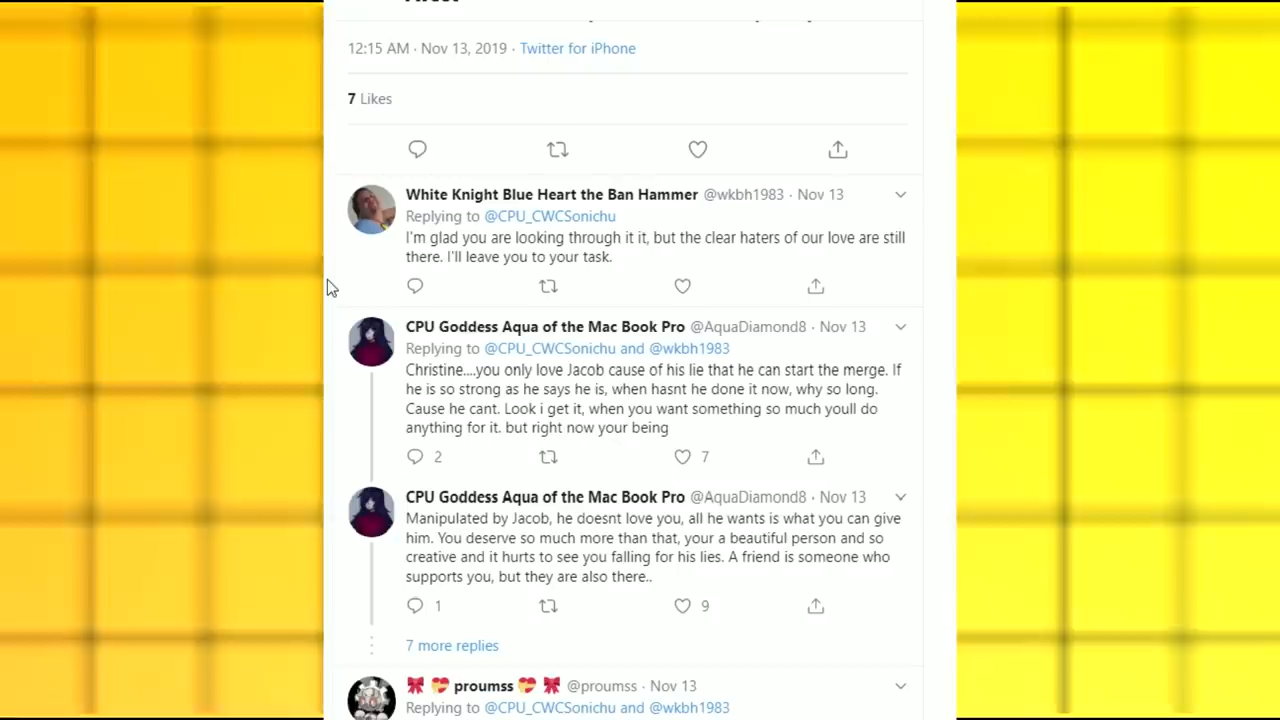 12:15 AM · Nov 13, 2019 · Twitter for iPhone
7 Likes
White Knight Blue Heart the Ban Hammer @wkbh1983 · Nov 13
Replying to @CPU_CWCSonichu
I'm glad you are looking through it it, but the clear haters of our love are still
there. I'll leave you to your task.
CPU Goddess Aqua of the Mac Book Pro @AquaDiamond8 · Nov 13
Replying to @CPU_CWCSonichu and @wkbh1983
Christine....you only love Jacob cause of his lie that he can start the merge. If
he is so strong as he says he is, when hasnt he done it now, why so long.
Cause he cant. Look i get it, when you want something so much youll do
anything for it. but right now your being
2 7
CPU Goddess Aqua of the Mac Book Pro @AquaDiamond8 · Nov 13
Manipulated by Jacob, he doesnt love you, all he wants is what you can give
him. You deserve so much more than that, your a beautiful person and so
creative and it hurts to see you falling for his lies. A friend is someone who
supports you, but they are also there..
1 9
7 more replies
🎀 💝 proumss 💝 🎀 @proumss · Nov 13
Replying to @CPU_CWCSonichu and @wkbh1983